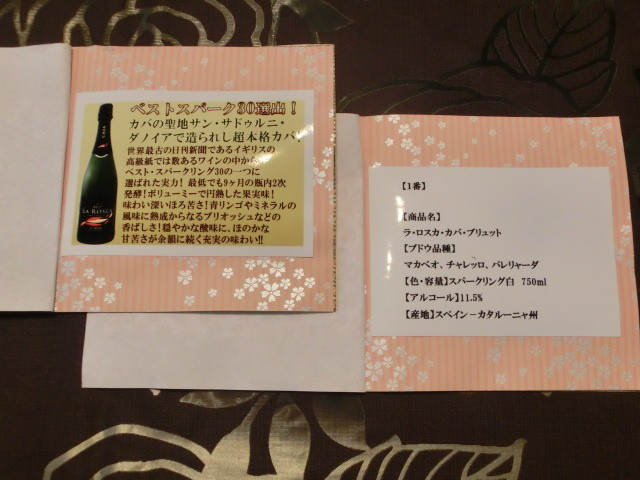 ベストスパーク30選出！
カバの聖地サン・サドゥルニ・
ダノイアで造られし超本格カバ！
世界最古の日刊新聞であるイギリスの
高級紙では数あるワインの中から
ベスト・スパークリング30の一つに
選ばれた実力！最低でも9ヶ月の瓶内2次
発酵！ボリューミーで円熟した果実味！
味わい深いほろ苦さ！青リンゴやミネラルの
風味に熟成からなるブリオッシュなどの
香ばしさ！穏やかな酸味に、ほのかな
甘苦さが余韻に続く充実の味わい!!
LA ROSCA
【1番】
【商品名】
ラ・ロスカ・カバ・ブリュット
【ブドウ品種】
マカベオ、チャレッロ、パレリャーダ
【色・容量】スパークリング白 750ml
【アルコール】11.5%
【産地】スペイン－カタルーニャ州